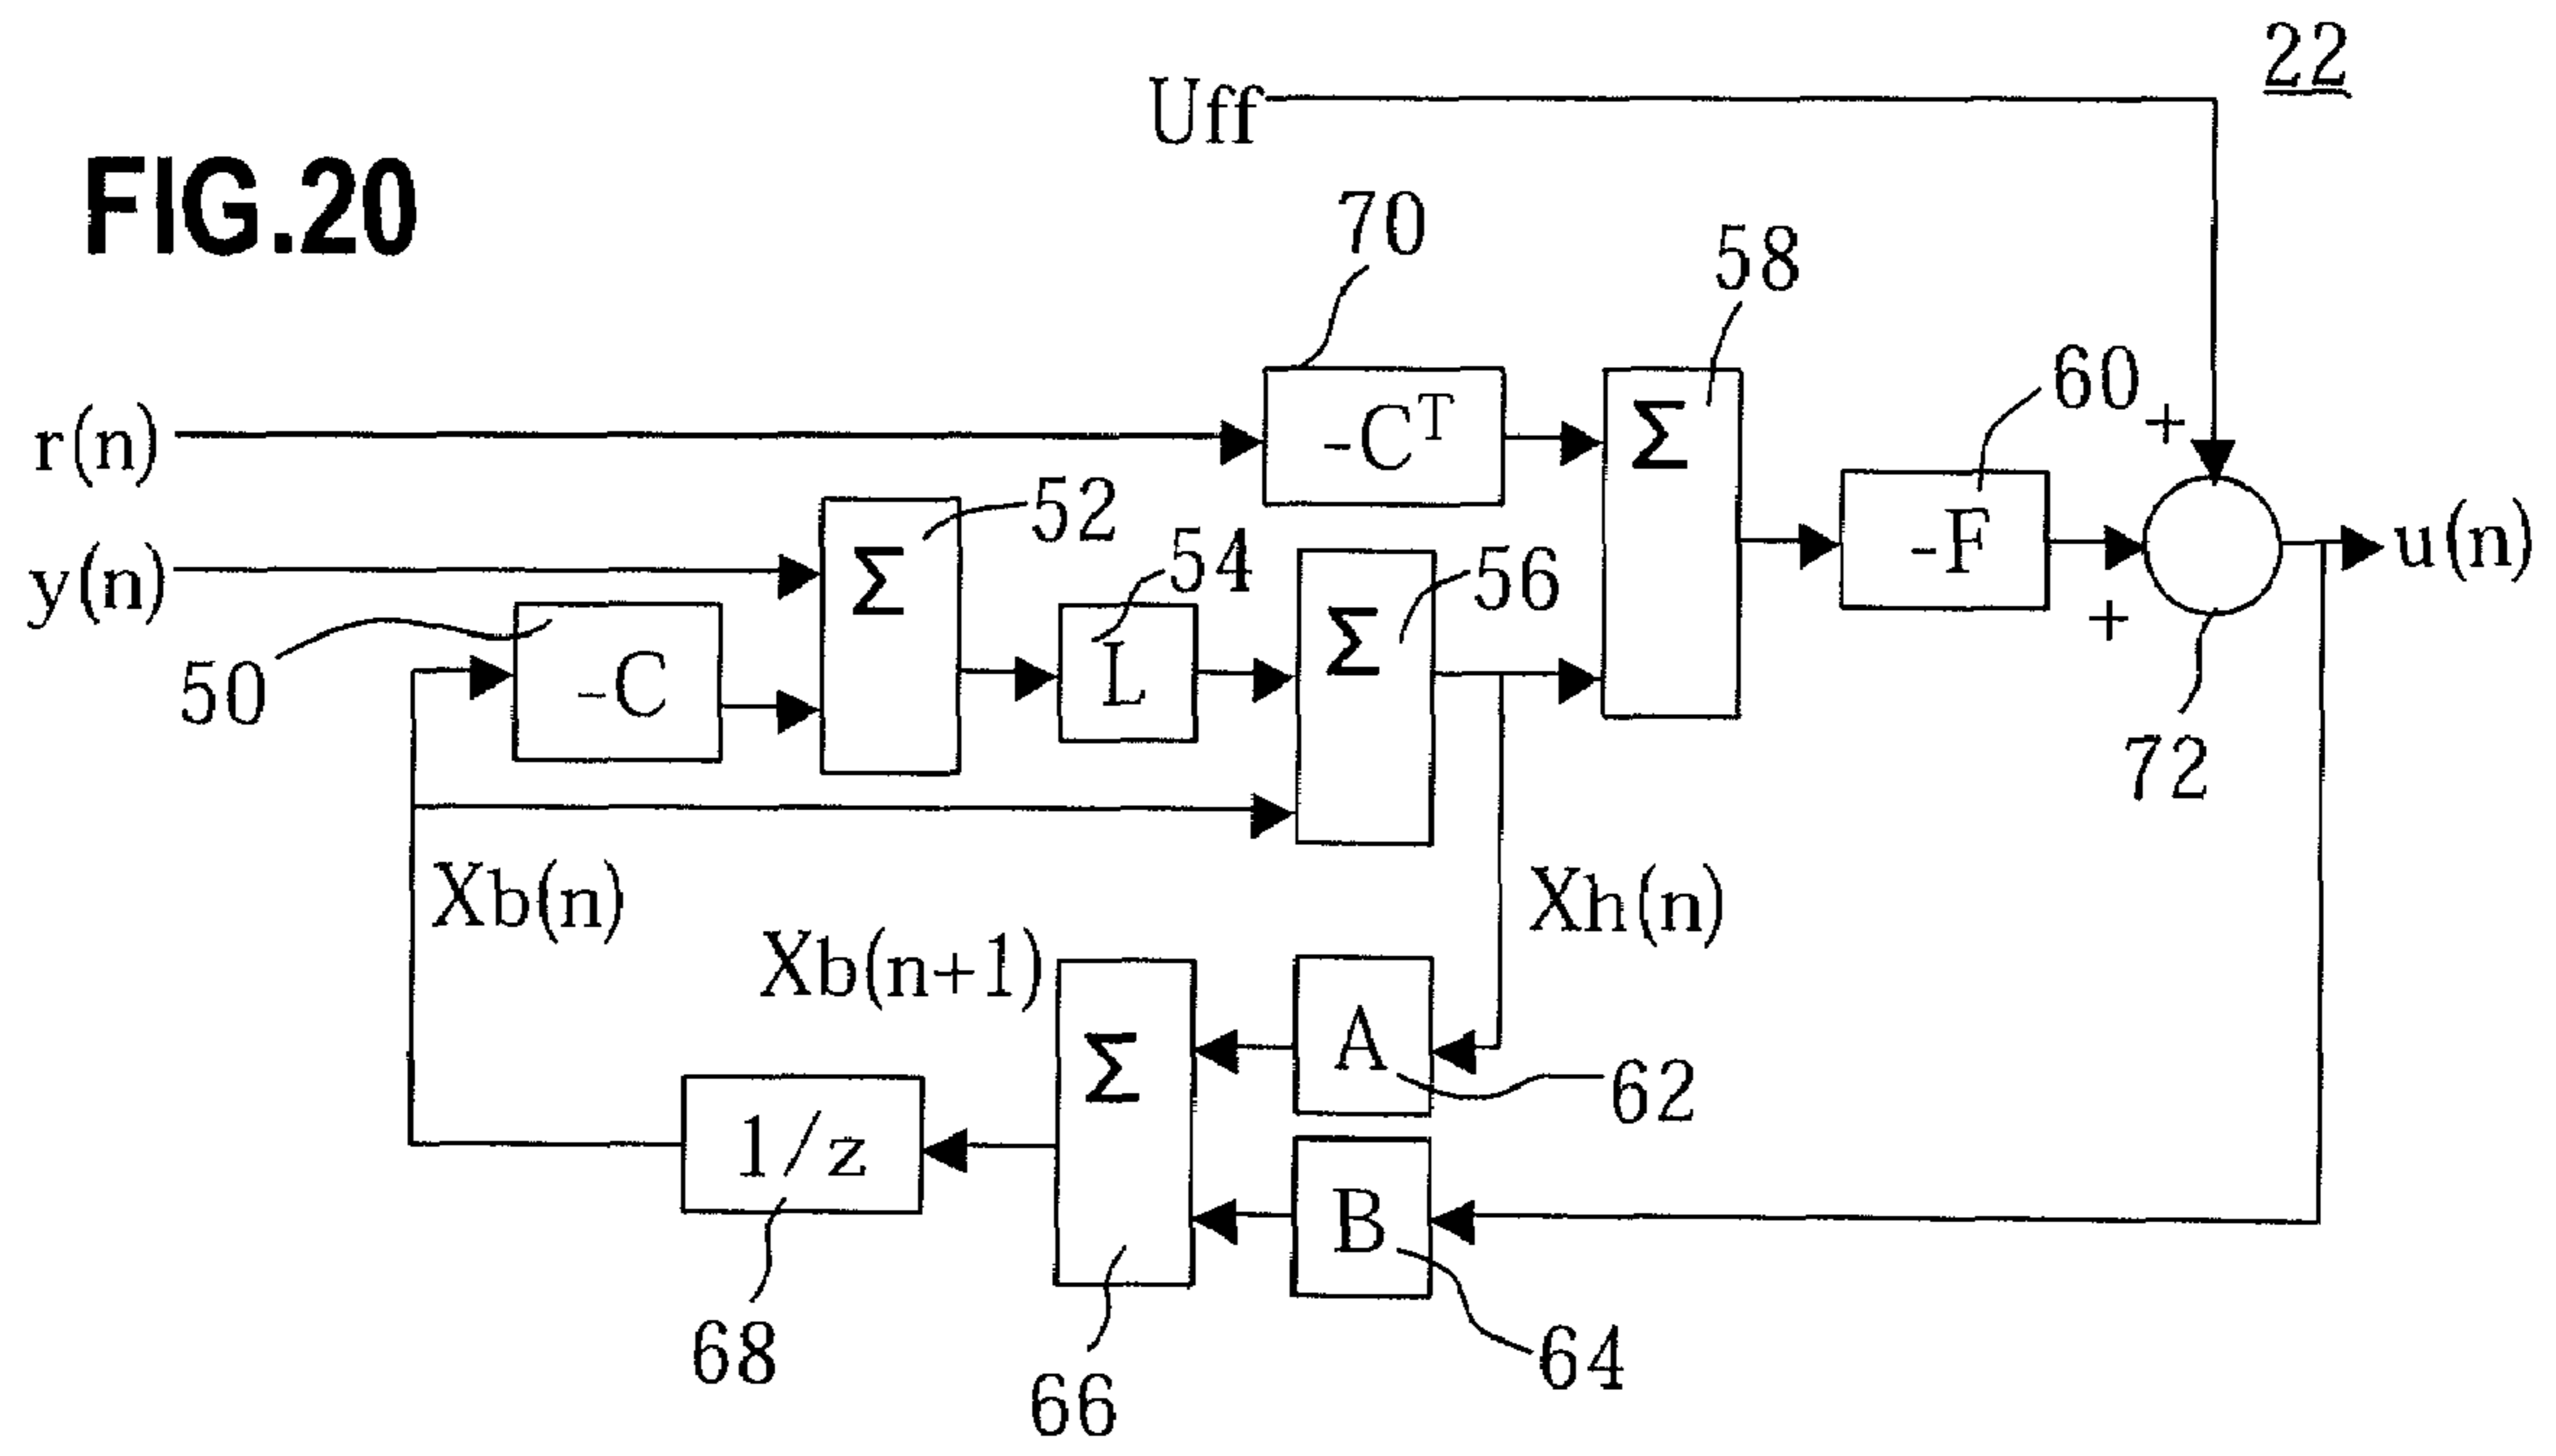 22
Uff
FIG.20
70
58
60
+
r(n)
-Cᵀ
Σ
52
-F
u(n)
y(n)
Σ
54
56
+
50
-C
L
Σ
72
Xb(n)
Xh(n)
Xb(n+1)
Σ
A
62
1/z
B
68
66
64